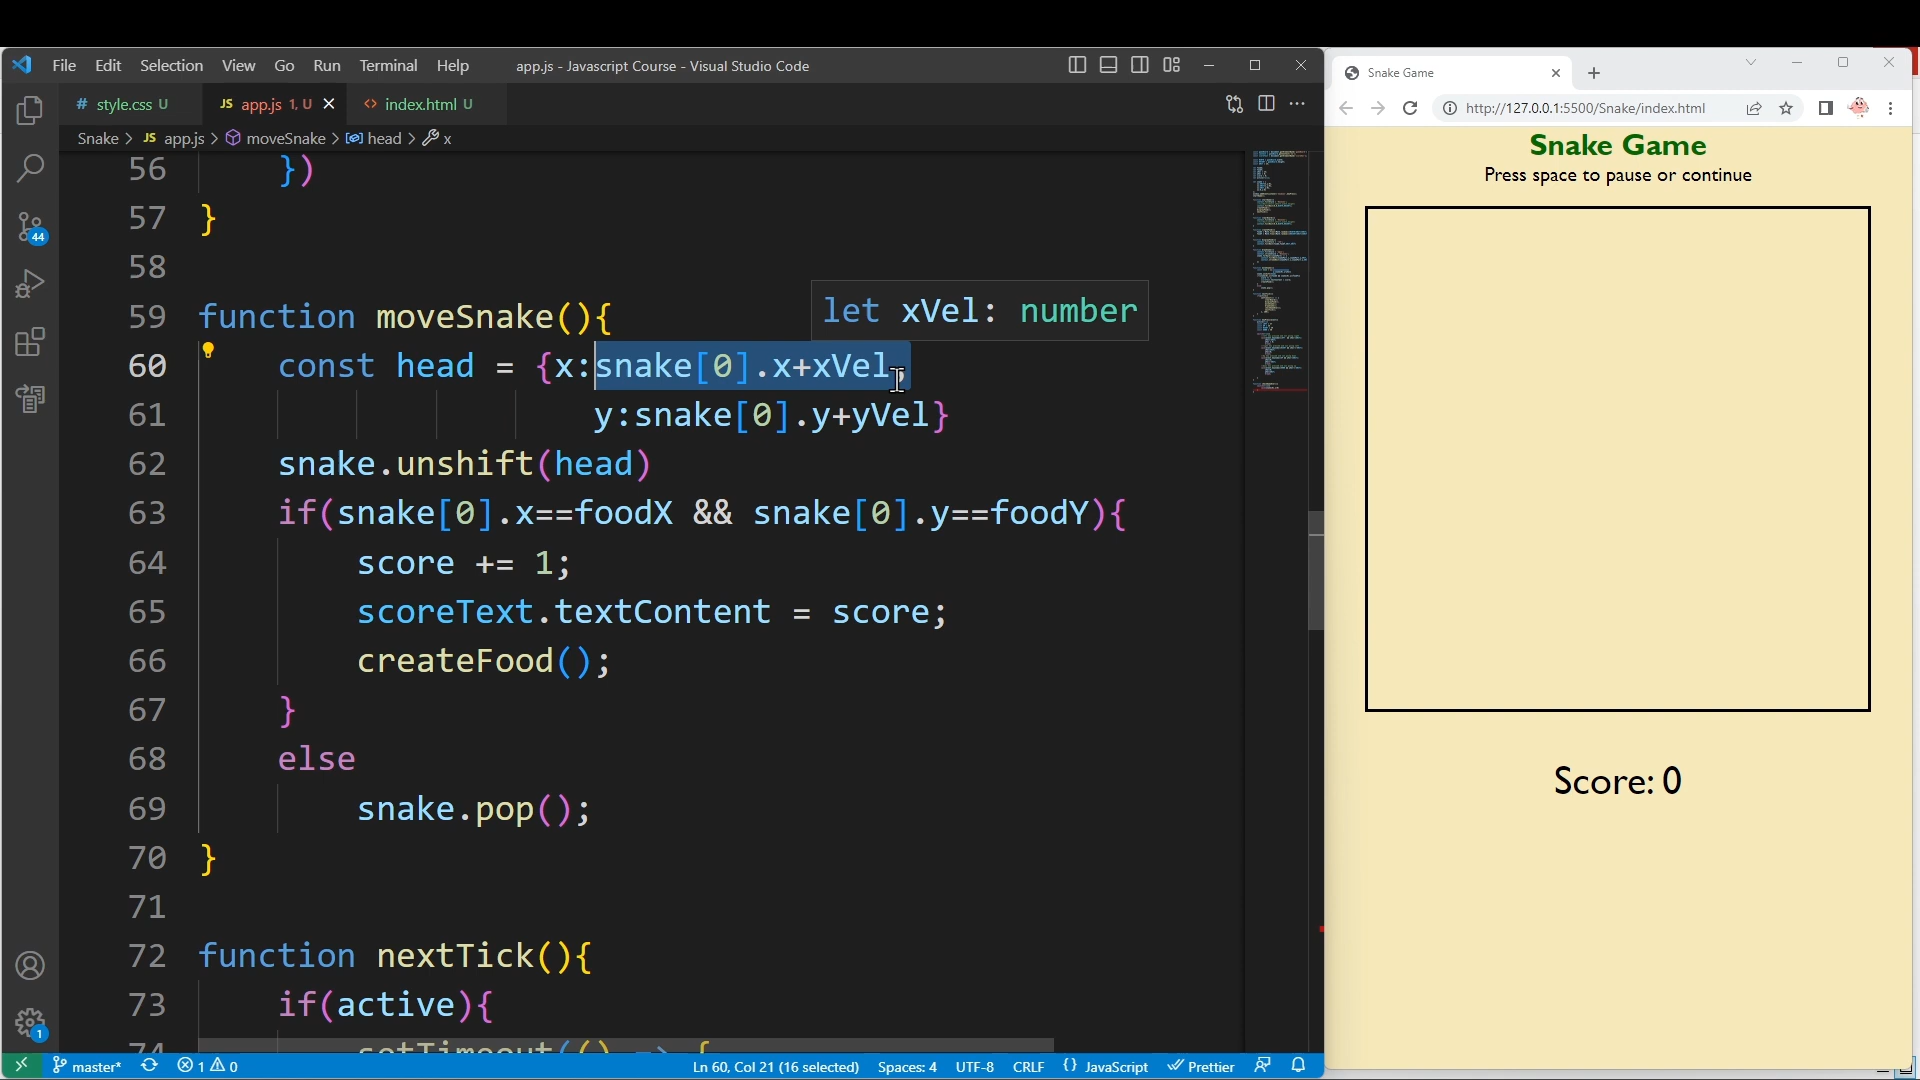 File Edit Selection View Go Run Terminal Help
app.js - Javascript Course - Visual Studio Code
# style.css U
JS app.js 1, U
<> index.html U
Snake > JS app.js > moveSnake > head > x
56 })
57 }
58
59 function moveSnake(){
let xVel: number
60 const head = {x:snake[0].x+xVel,
61 y:snake[0].y+yVel}
62 snake.unshift(head)
63 if(snake[0].x==foodX && snake[0].y==foodY){
64 score += 1;
65 scoreText.textContent = score;
66 createFood();
67 }
68 else
69 snake.pop();
70 }
71
72 function nextTick(){
73 if(active){
74 setTimeout(() => {
44
1
master*
1 0
Ln 60, Col 21 (16 selected) Spaces: 4 UTF-8 CRLF {} JavaScript Prettier
Snake Game
http://127.0.0.1:5500/Snake/index.html
Snake Game
Press space to pause or continue
Score: 0